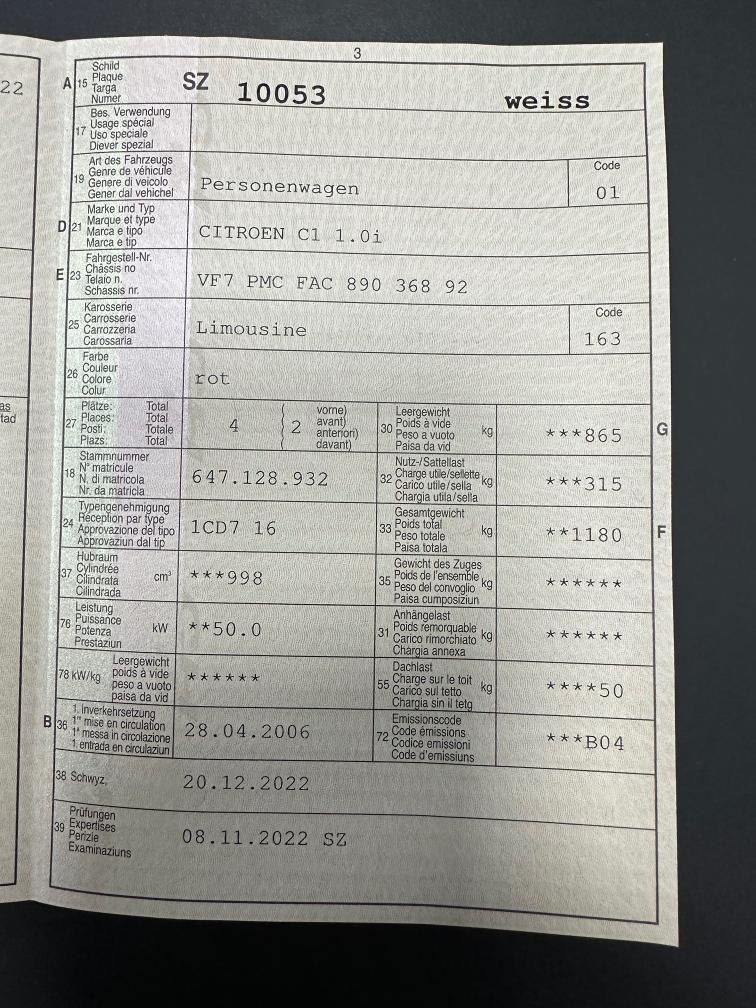 3
22
A 15 Schild
Plaque
Targa
Numer
SZ 10053 weiss
17 Bes. Verwendung
Usage spécial
Uso speciale
Diever spezial
19 Art des Fahrzeugs
Genre de véhicule
Genere di veicolo
Gener dal vehichel
Personenwagen
Code
01
D 21 Marke und Typ
Marque et type
Marca e tipo
Marca e tip
CITROEN C1 1.0i
E 23 Fahrgestell-Nr.
Châssis no
Telaio n.
Schassis nr.
VF7 PMC FAC 890 368 92
25 Karosserie
Carrosserie
Carrozzeria
Carossaria
Limousine
Code
163
26 Farbe
Couleur
Colore
Colur
rot
as
tad
27 Plätze: Total
Places: Total
Posti: Totale
Plazs: Total
4 ( 2 vorne)
avant)
anteriori)
davant)
30 Leergewicht
Poids à vide
Peso a vuoto
Paisa da vid
kg
***865
G
18 Stammnummer
N° matricule
N. di matricola
Nr. da matricla
647.128.932
32 Nutz-/Sattellast
Charge utile/sellette
Carico utile/sella
Chargia utila/sella
kg
***315
24 Typengenehmigung
Réception par type
Approvazione del tipo
Approvaziun dal tip
1CD7 16
33 Gesamtgewicht
Poids total
Peso totale
Paisa totala
kg
**1180
F
37 Hubraum
Cylindrée
Cilindrata
Cilindrada
cm³
***998
35 Gewicht des Zuges
Poids de l'ensemble
Peso del convoglio
Paisa cumposiziun
kg
******
76 Leistung
Puissance
Potenza
Prestaziun
kW
**50.0
31 Anhängelast
Poids remorquable
Carico rimorchiato
Chargia annexa
kg
******
78 kW/kg Leergewicht
poids à vide
peso a vuoto
paisa da vid
******
55 Dachlast
Charge sur le toit
Carico sul tetto
Chargia sin il tetg
kg
****50
B 36 1. Inverkehrsetzung
1re mise en circulation
1a messa in circolazione
1. entrada en circulaziun
28.04.2006
72 Emissionscode
Code émissions
Codice emissioni
Code d'emissiuns
***B04
38 Schwyz,
20.12.2022
39 Prüfungen
Expertises
Perizie
Examinaziuns
08.11.2022 SZ